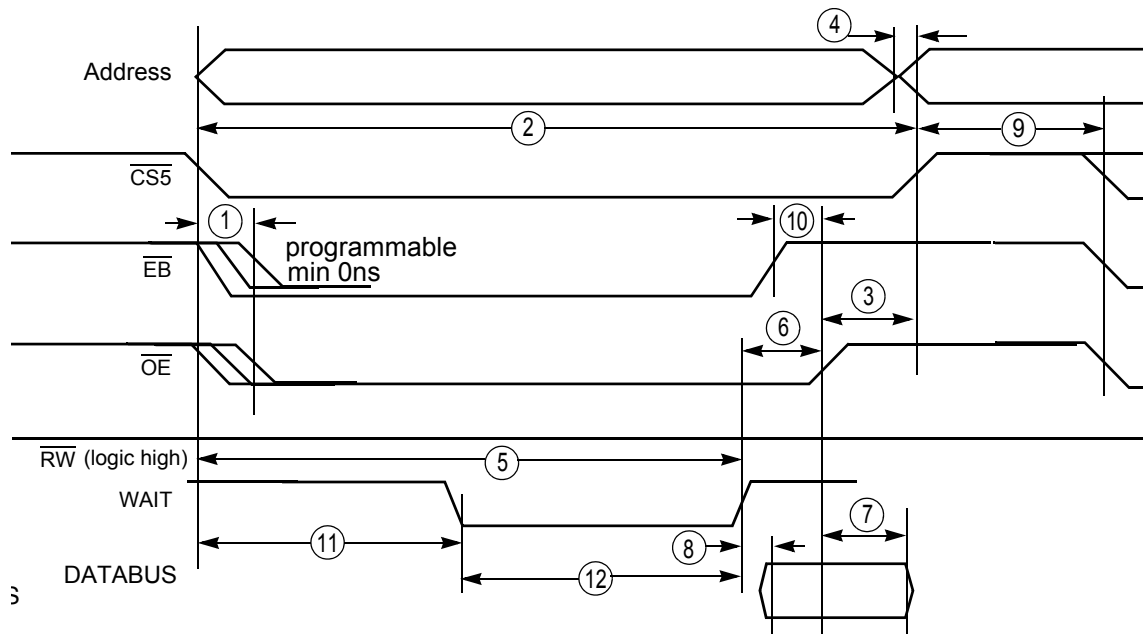 4
Address
2
9
CS5
1
10
programmable
EB
min 0ns
3
6
OE
RW (logic high)
5
WAIT
7
11
8
DATABUS
12
s